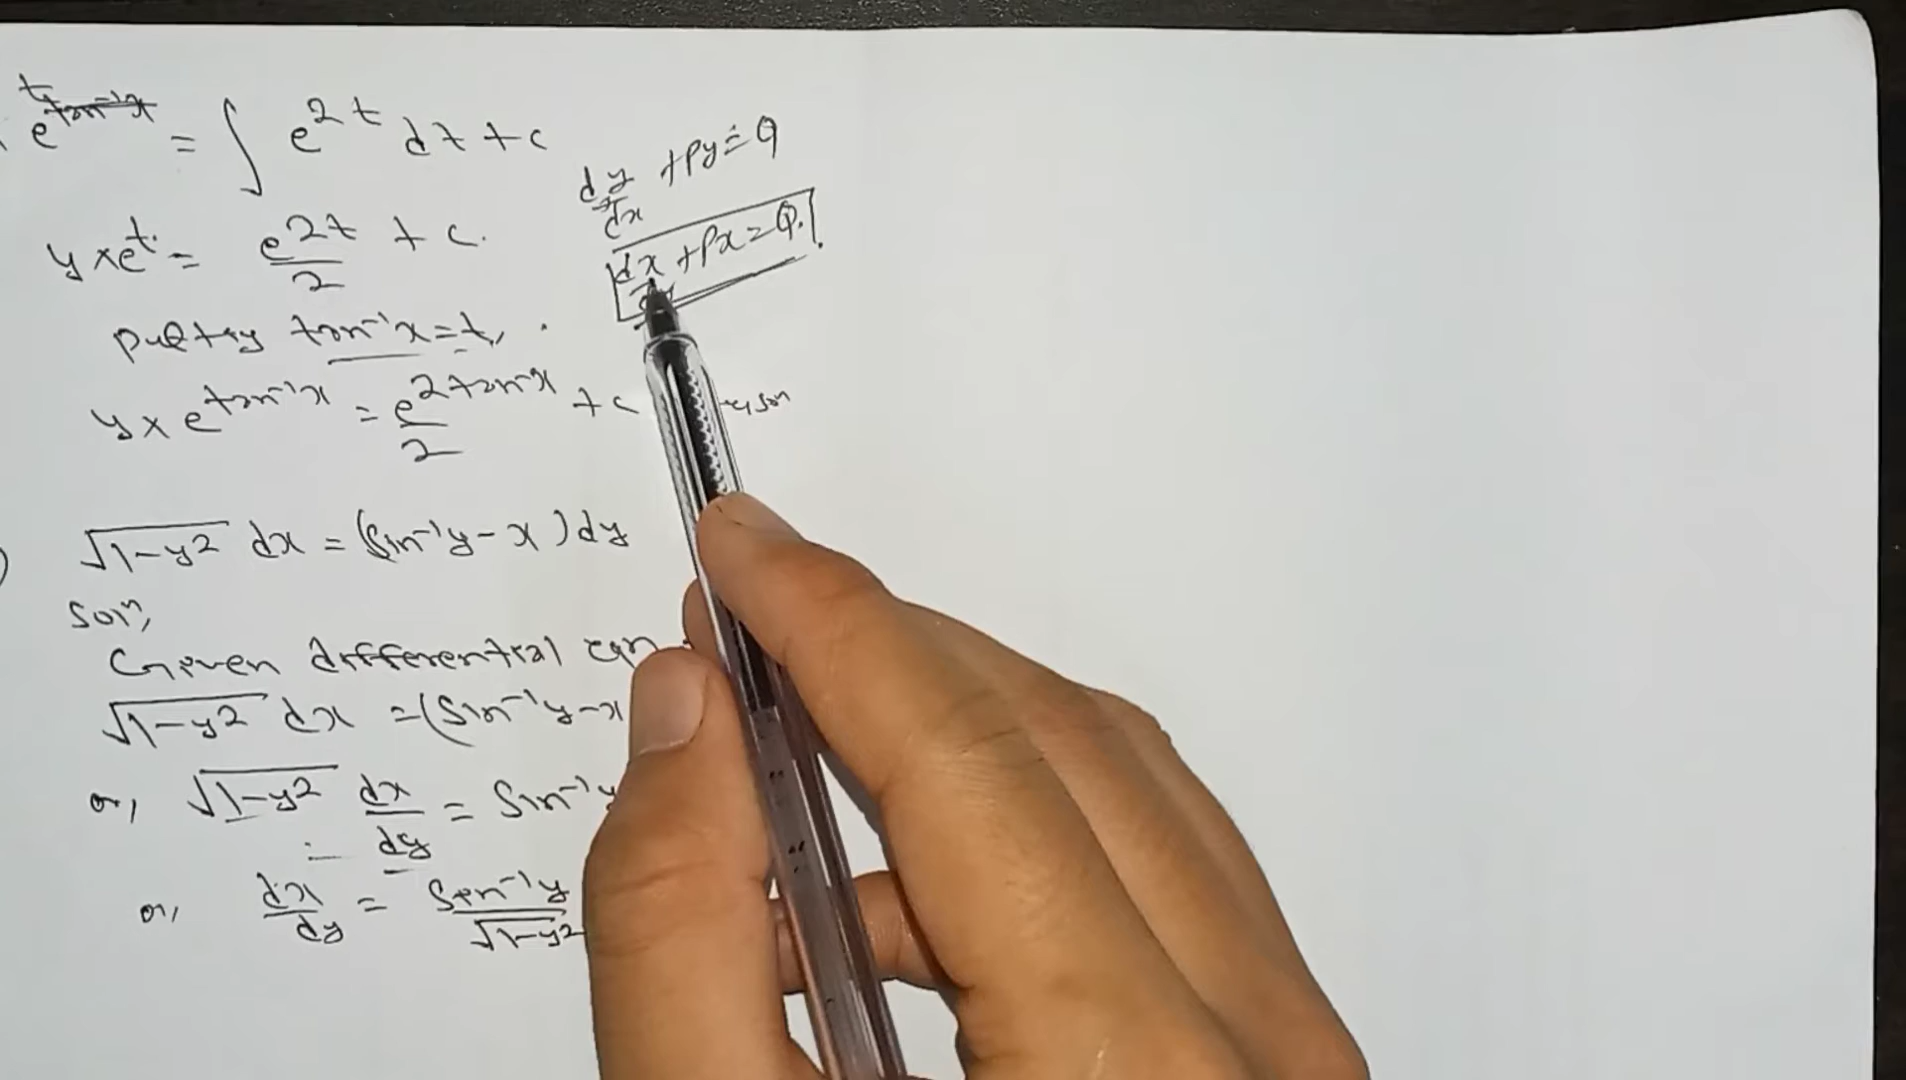 e^t tan⁻¹x = ∫ e^2t dt + c
y × e^t = e^2t/2 + c.
putting tan⁻¹x = t,
y × e^tan⁻¹x = e^2tan⁻¹x/2 + c
dy/dx + Py = Q
dx/dy + Px = Q.
√1-y² dx = (Sin⁻¹y - x) dy
Soln,
Given differential eqn
√1-y² dx = (Sin⁻¹y - x
or, √1-y² dx/dy = Sin⁻¹y
or, dx/dy = Sin⁻¹y/√1-y²